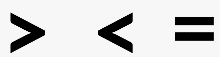 > < =